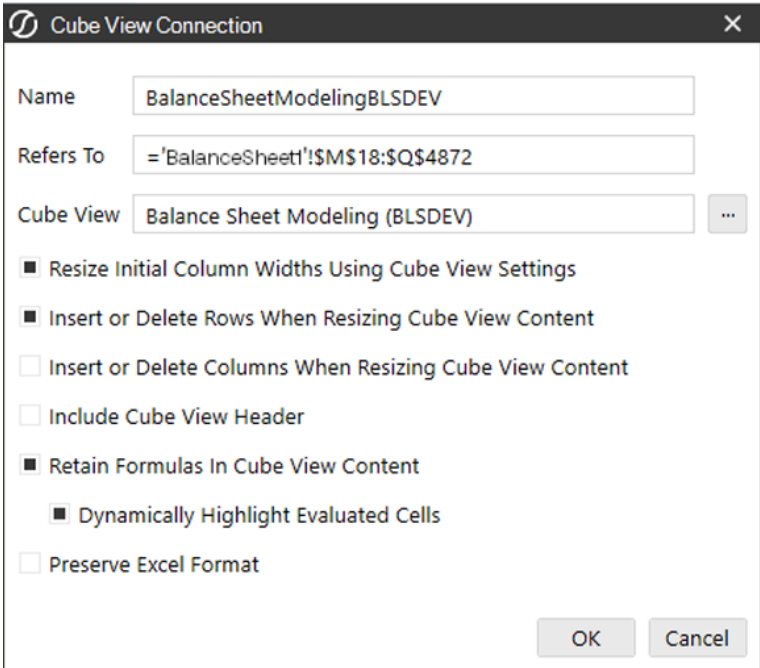 Cube View Connection
Name BalanceSheetModelingBLSDEV
Refers To ='BalanceSheet1'!$M$18:$Q$4872
Cube View Balance Sheet Modeling (BLSDEV) ...
Resize Initial Column Widths Using Cube View Settings
Insert or Delete Rows When Resizing Cube View Content
Insert or Delete Columns When Resizing Cube View Content
Include Cube View Header
Retain Formulas In Cube View Content
Dynamically Highlight Evaluated Cells
Preserve Excel Format
OK Cancel